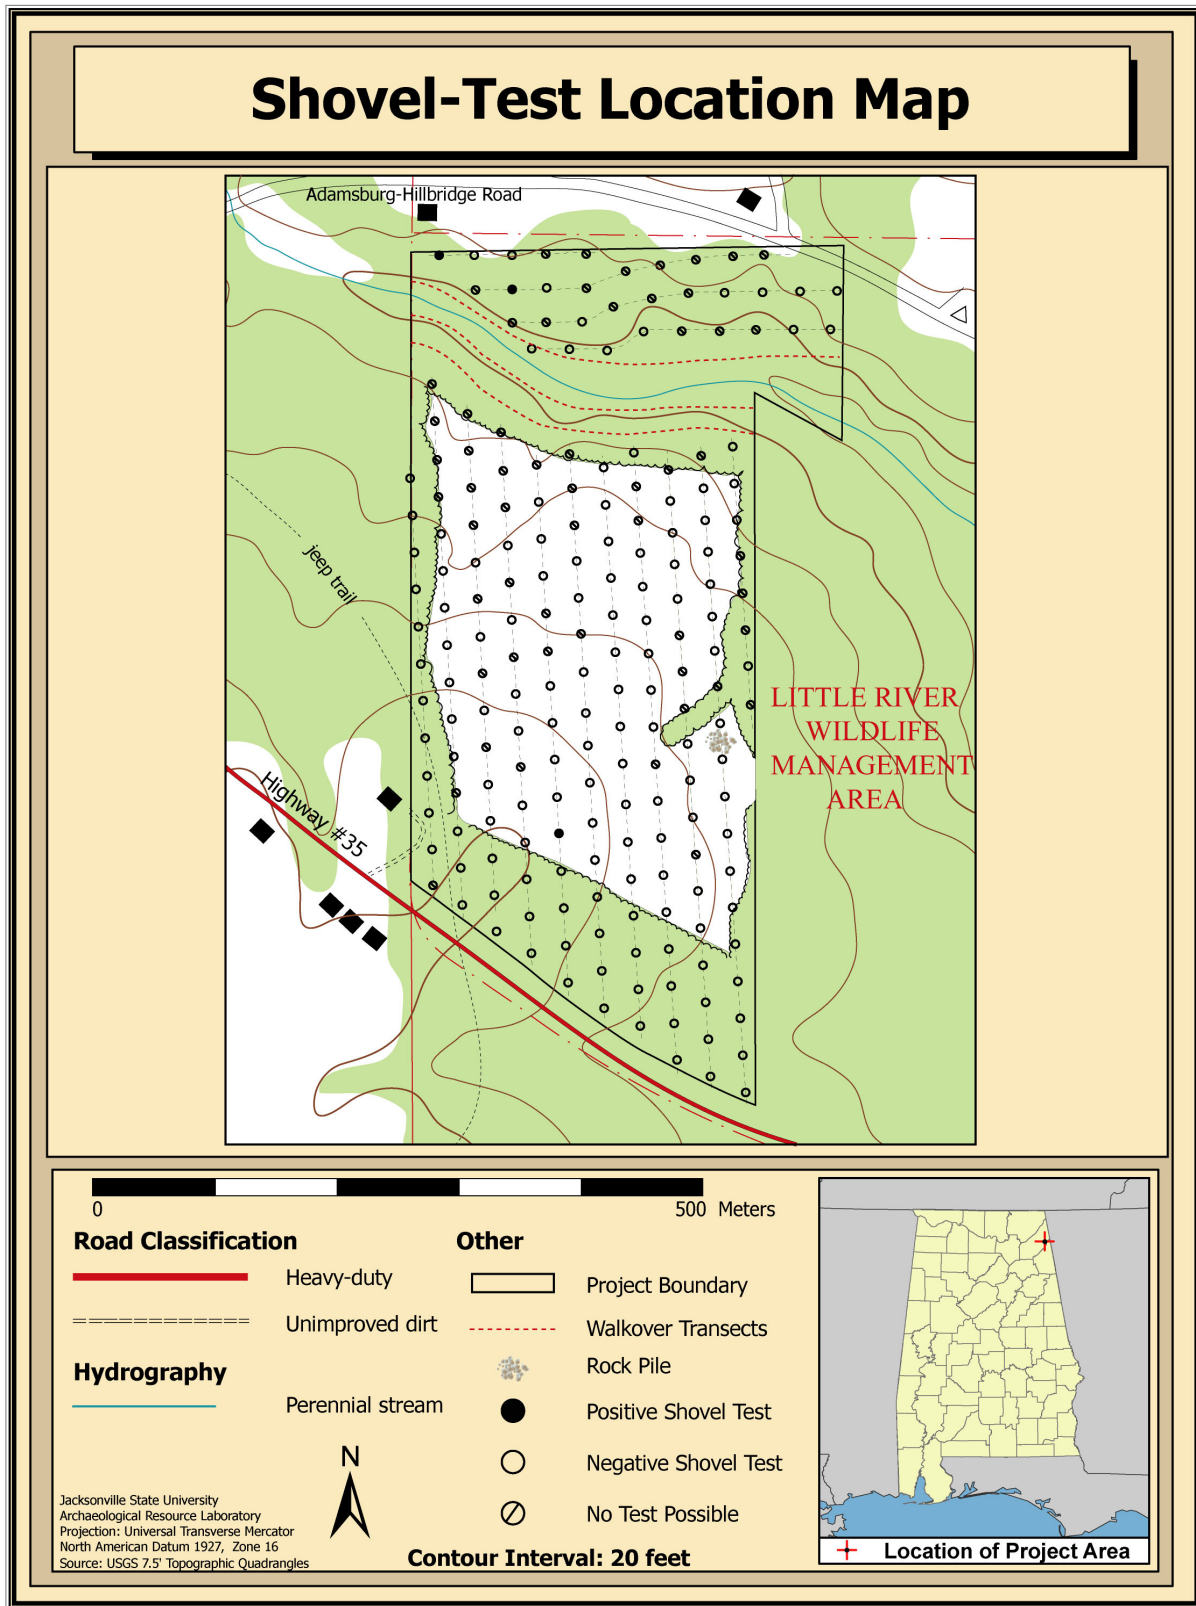 Shovel-Test Location Map
Adamsburg-Hillbridge Road
jeep trail
LITTLE RIVER
WILDLIFE
MANAGEMENT
AREA
Highway #35
0
500 Meters
Road Classification
Heavy-duty
Unimproved dirt
Hydrography
Perennial stream
Other
Project Boundary
Walkover Transects
Rock Pile
Positive Shovel Test
Negative Shovel Test
No Test Possible
N
Jacksonville State University
Archaeological Resource Laboratory
Projection: Universal Transverse Mercator
North American Datum 1927, Zone 16
Source: USGS 7.5' Topographic Quadrangles
Contour Interval: 20 feet
Location of Project Area